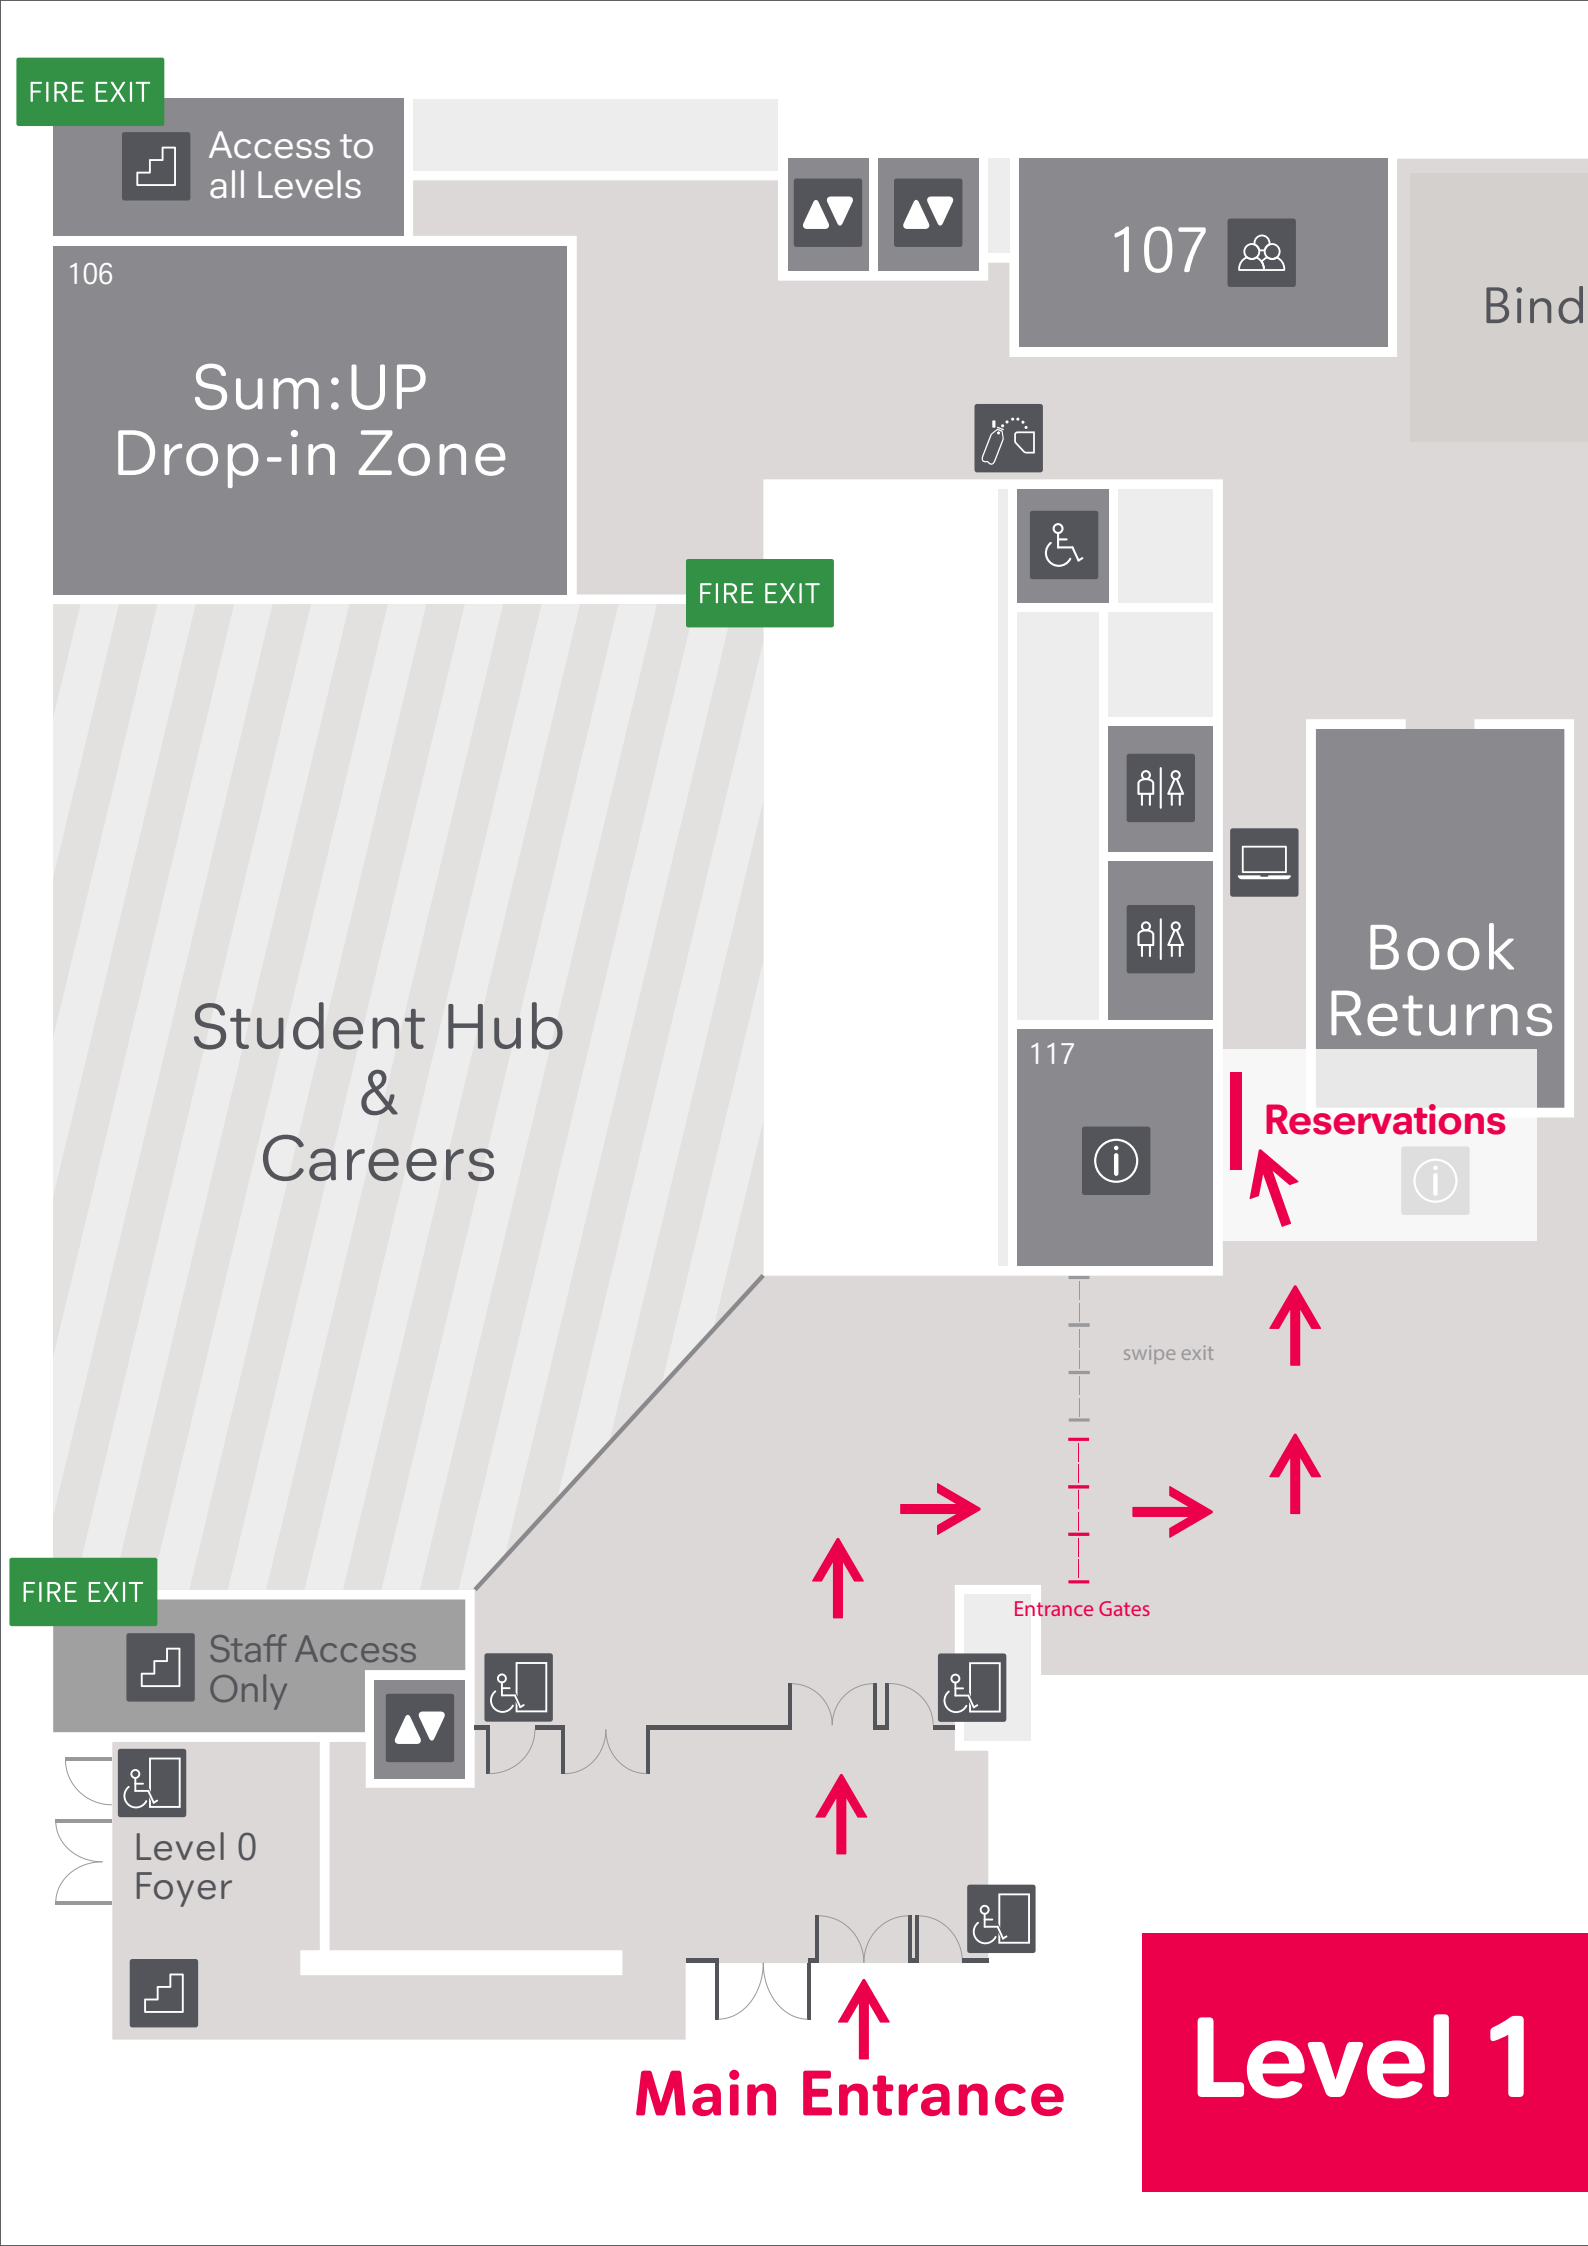 FIRE EXIT
Access to
all Levels
106
Sum:UP
Drop-in Zone
107
Bind
FIRE EXIT
Student Hub
&
Careers
Book
Returns
117
Reservations
swipe exit
Entrance Gates
FIRE EXIT
Staff Access
Only
Level 0
Foyer
Main Entrance
Level 1